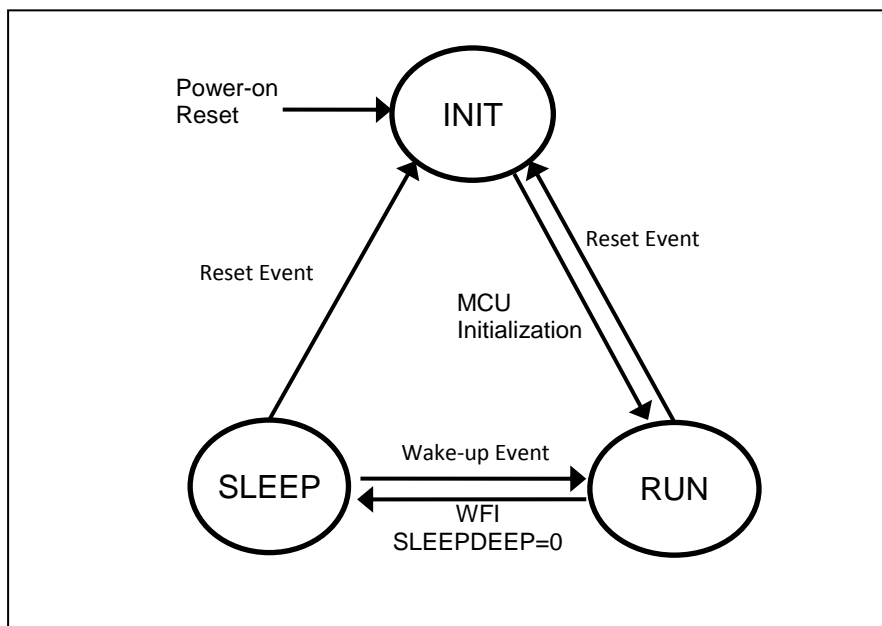 Power-on
Reset
INIT
Reset Event
Reset Event
MCU
Initialization
Wake-up Event
SLEEP
RUN
WFI
SLEEPDEEP=0